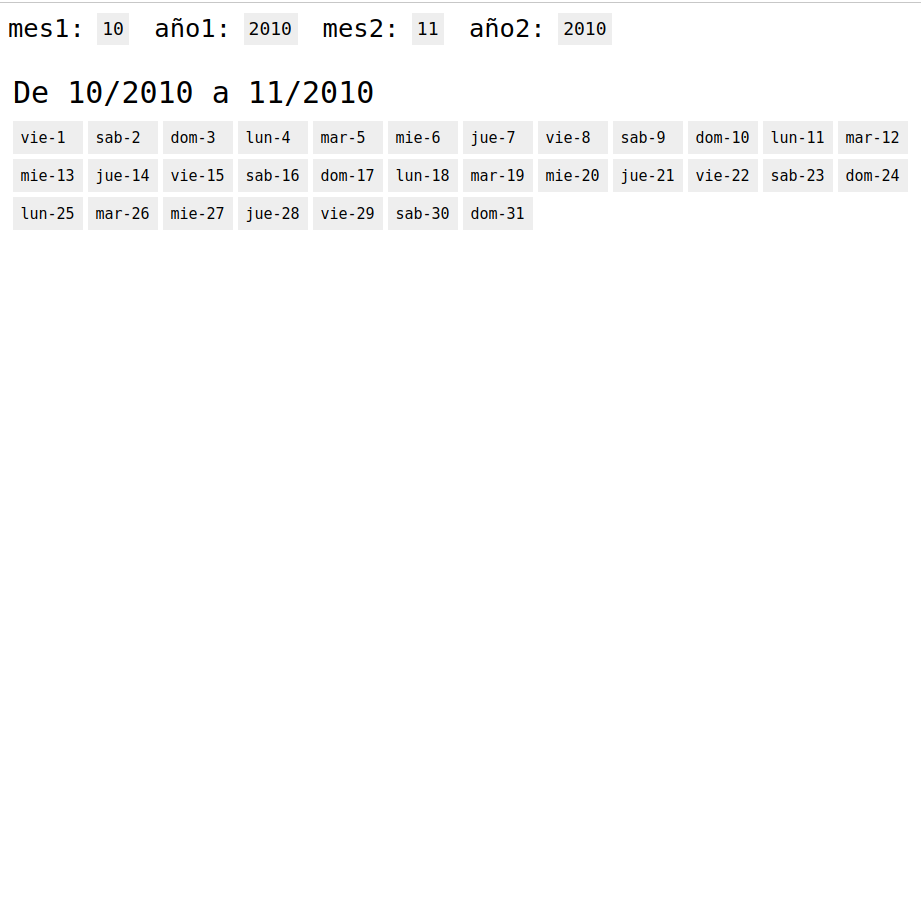 mes1: 10 año1: 2010 mes2: 11 año2: 2010
De 10/2010 a 11/2010
vie-1 sab-2 dom-3 lun-4 mar-5 mie-6 jue-7 vie-8 sab-9 dom-10 lun-11 mar-12
mie-13 jue-14 vie-15 sab-16 dom-17 lun-18 mar-19 mie-20 jue-21 vie-22 sab-23 dom-24
lun-25 mar-26 mie-27 jue-28 vie-29 sab-30 dom-31